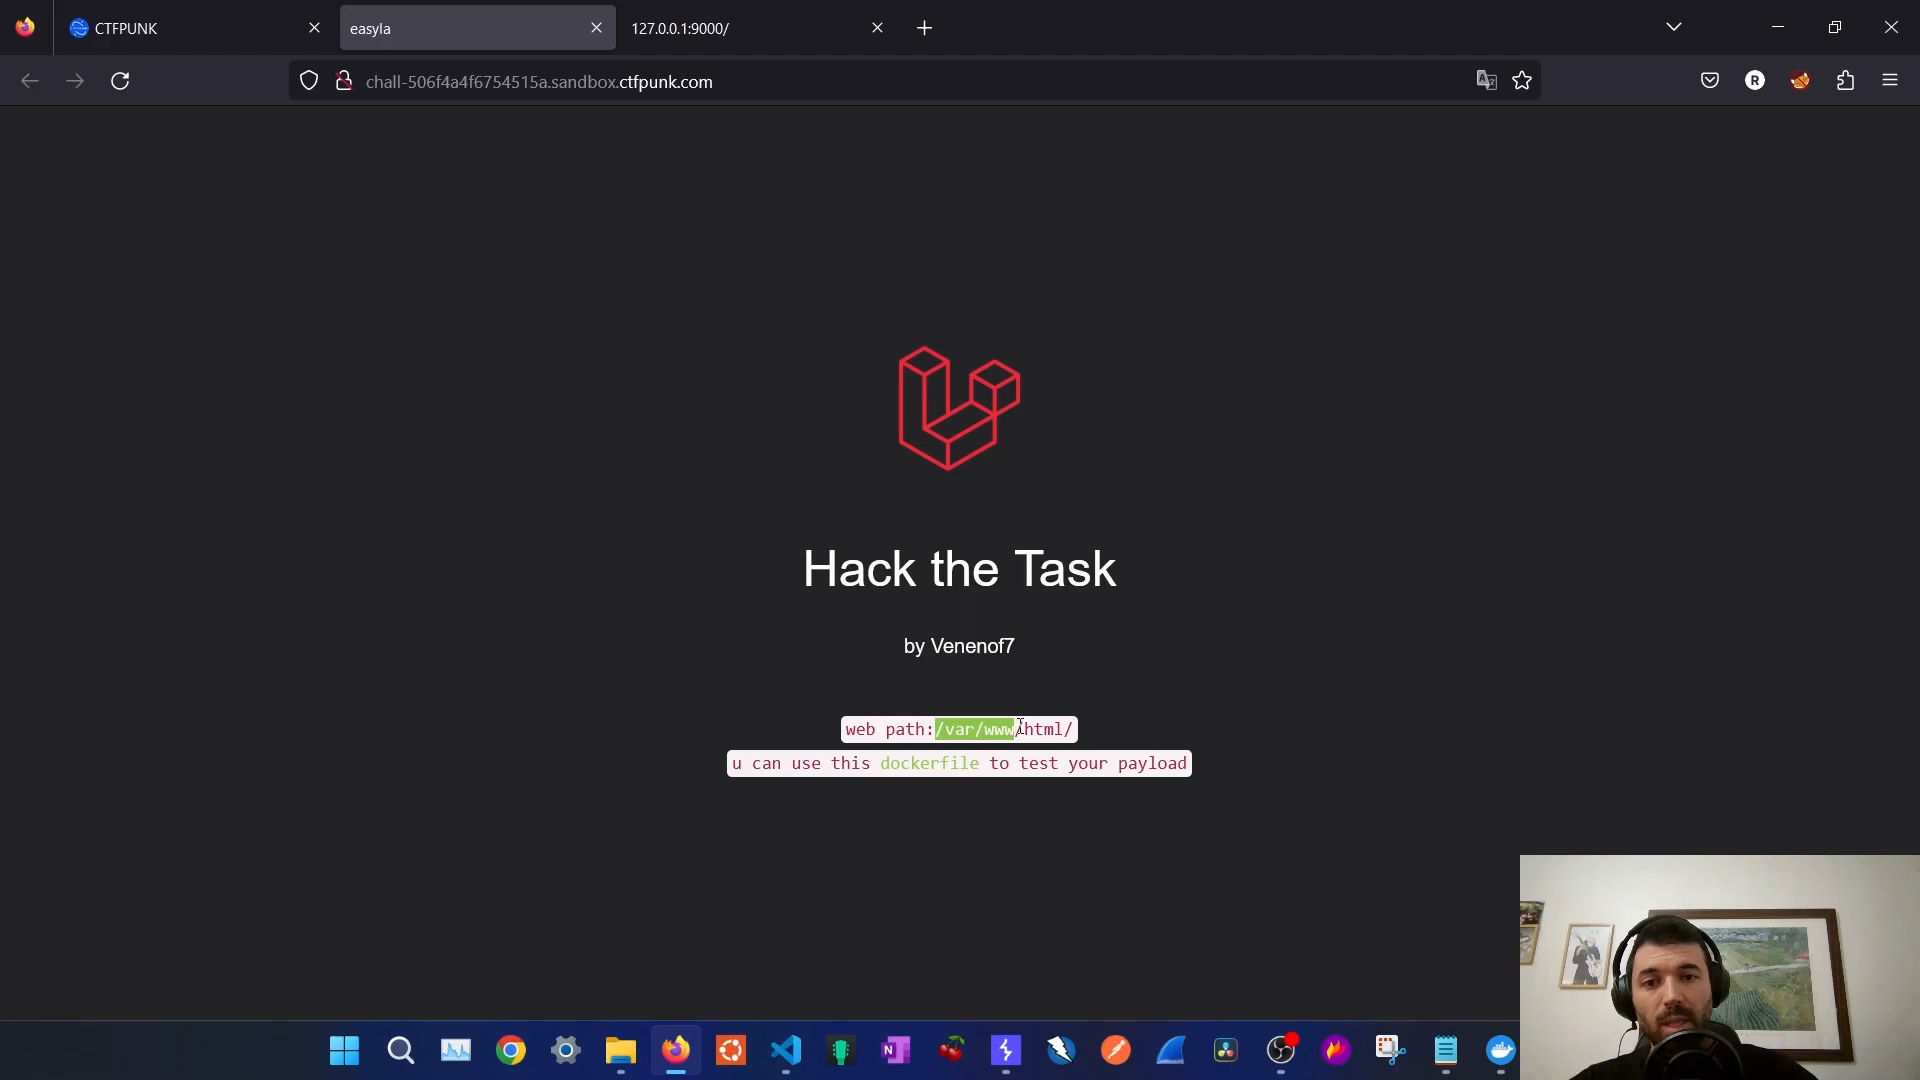 CTFPUNK
easyla
127.0.0.1:9000/
chall-506f4a4f6754515a.sandbox.ctfpunk.com
R
Hack the Task
by Venenof7
web path:/var/www/html/
u can use this dockerfile to test your payload